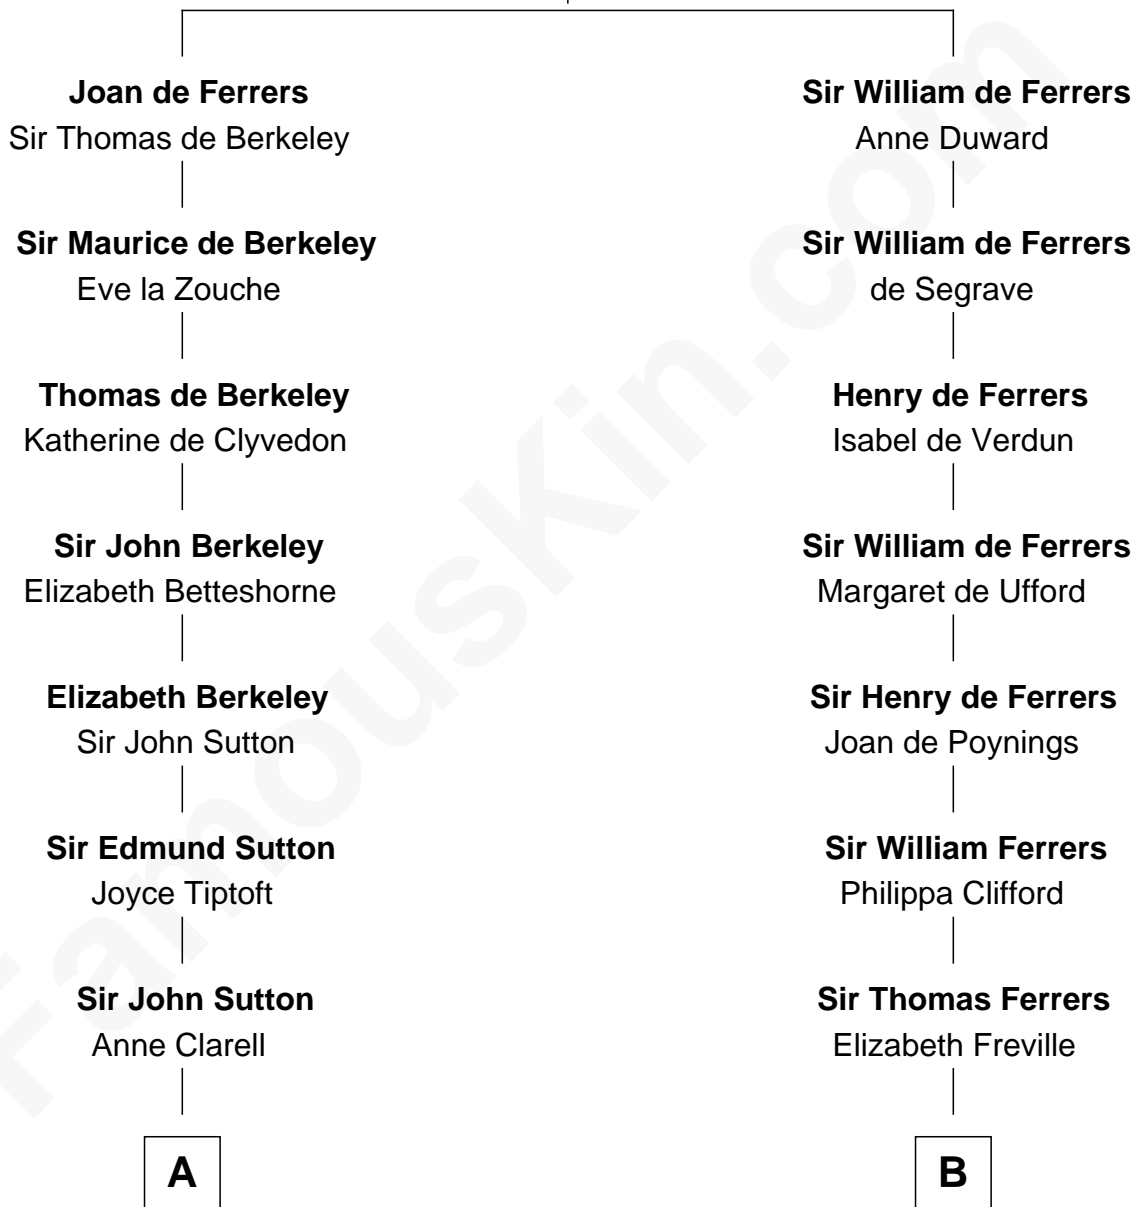 Joan de Ferrers
Sir Thomas de Berkeley
Sir Maurice de Berkeley
Eve la Zouche
Thomas de Berkeley
Katherine de Clyvedon
Sir John Berkeley
Elizabeth Betteshorne
Elizabeth Berkeley
Sir John Sutton
Sir Edmund Sutton
Joyce Tiptoft
Sir John Sutton
Anne Clarell
A
Sir William de Ferrers
Anne Duward
Sir William de Ferrers
de Segrave
Henry de Ferrers
Isabel de Verdun
Sir William de Ferrers
Margaret de Ufford
Sir Henry de Ferrers
Joan de Poynings
Sir William Ferrers
Philippa Clifford
Sir Thomas Ferrers
Elizabeth Freville
B
FamousKin.com